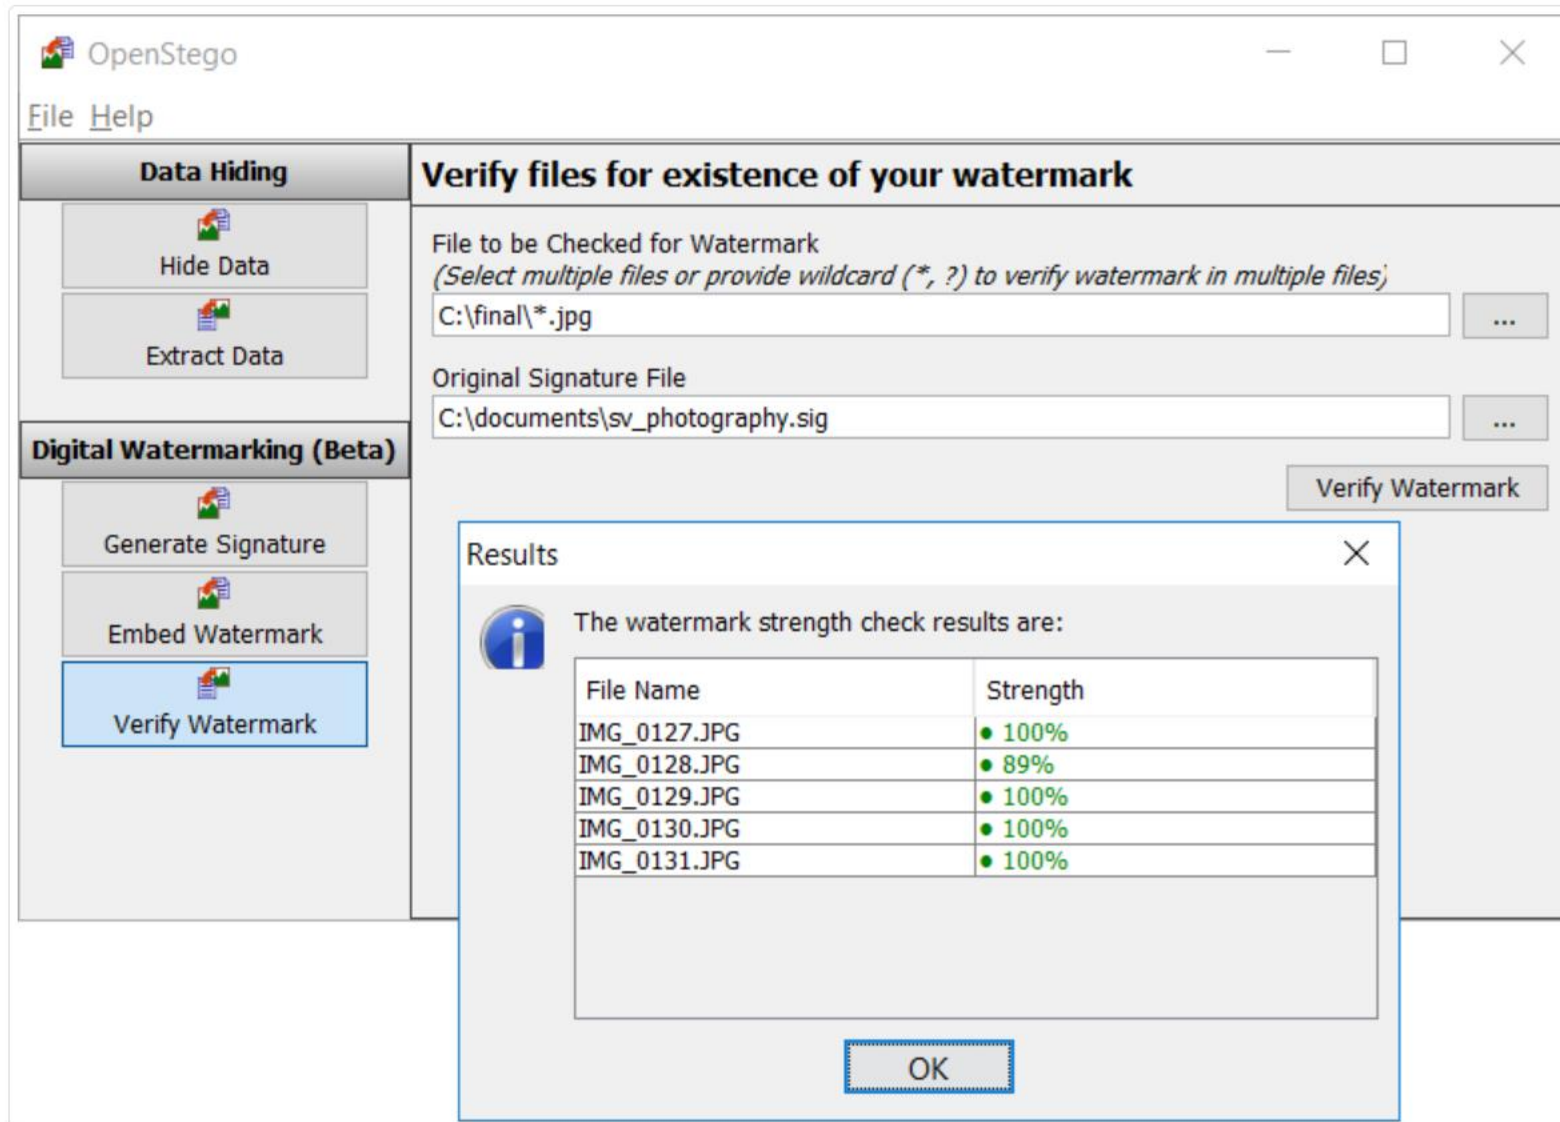 OpenStego
File Help
Data Hiding
Hide Data
Extract Data
Digital Watermarking (Beta)
Generate Signature
Embed Watermark
Verify Watermark
Verify files for existence of your watermark
File to be Checked for Watermark
(Select multiple files or provide wildcard (*, ?) to verify watermark in multiple files)
C:\final\*.jpg
...
Original Signature File
C:\documents\sv_photography.sig
...
Verify Watermark
Results
The watermark strength check results are:
File Name Strength
IMG_0127.JPG ● 100%
IMG_0128.JPG ● 89%
IMG_0129.JPG ● 100%
IMG_0130.JPG ● 100%
IMG_0131.JPG ● 100%
OK